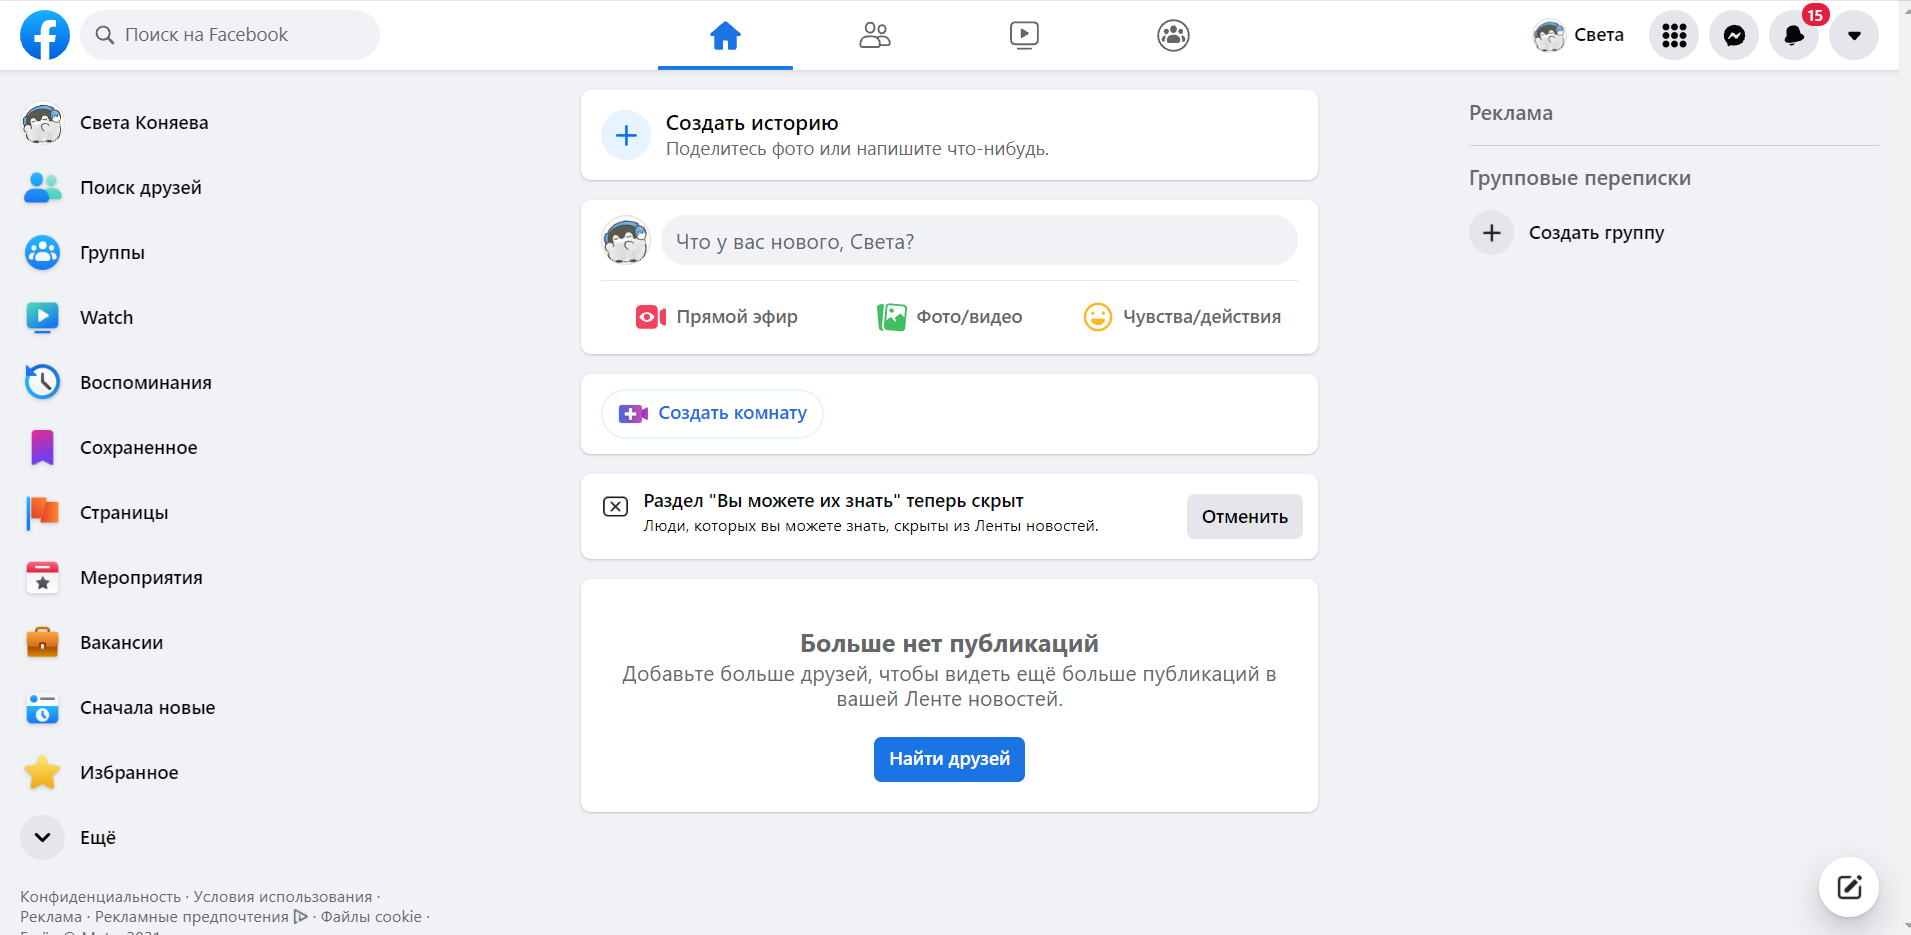 Поиск на Facebook
Света
15
Света Коняева
Поиск друзей
Группы
Watch
Воспоминания
Сохраненное
Страницы
Мероприятия
Вакансии
Сначала новые
Избранное
Ещё
Конфиденциальность · Условия использования ·
Реклама · Рекламные предпочтения · Файлы cookie ·
Создать историю
Поделитесь фото или напишите что-нибудь.
Что у вас нового, Света?
Прямой эфир
Фото/видео
Чувства/действия
Создать комнату
Раздел "Вы можете их знать" теперь скрыт
Люди, которых вы можете знать, скрыты из Ленты новостей.
Отменить
Больше нет публикаций
Добавьте больше друзей, чтобы видеть ещё больше публикаций в
вашей Ленте новостей.
Найти друзей
Реклама
Групповые переписки
Создать группу